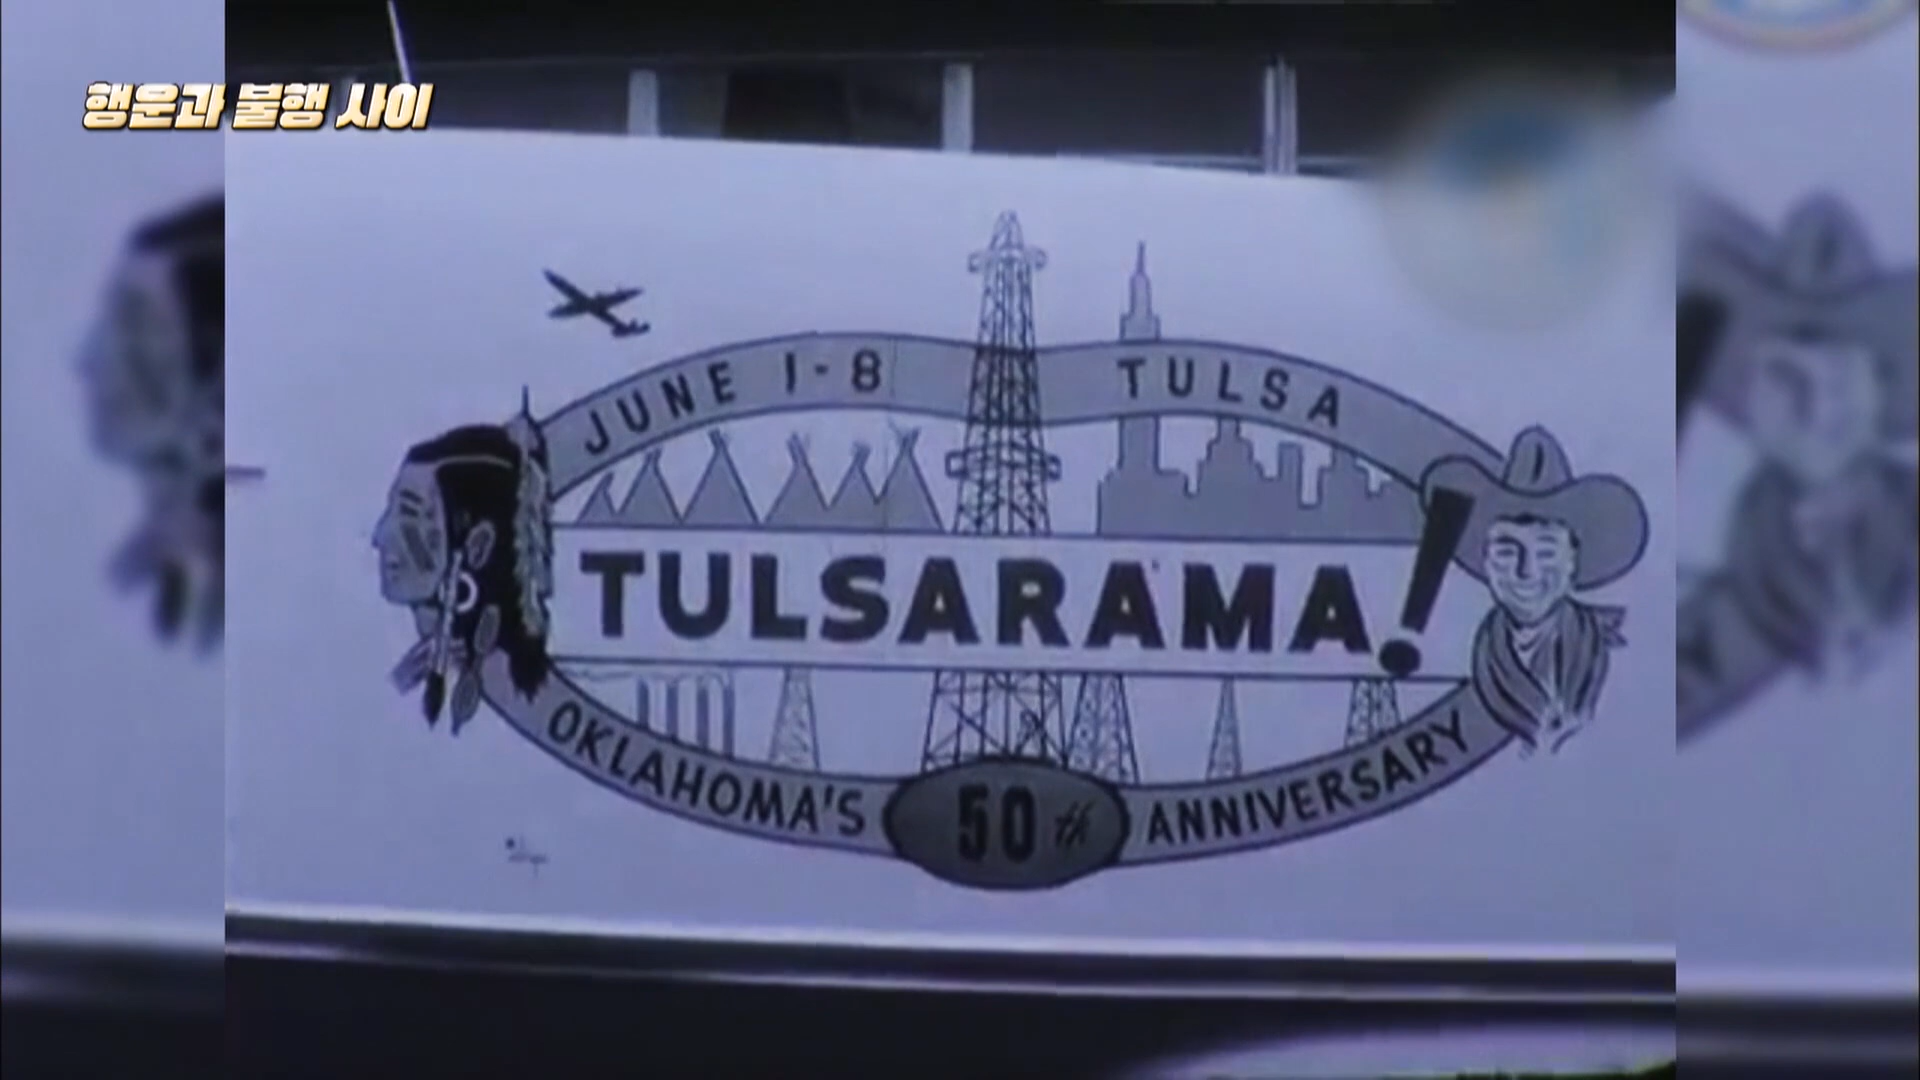 행운과 불행 사이
JUNE 1-8 TULSA
TULSARAMA!
OKLAHOMA'S 50th ANNIVERSARY